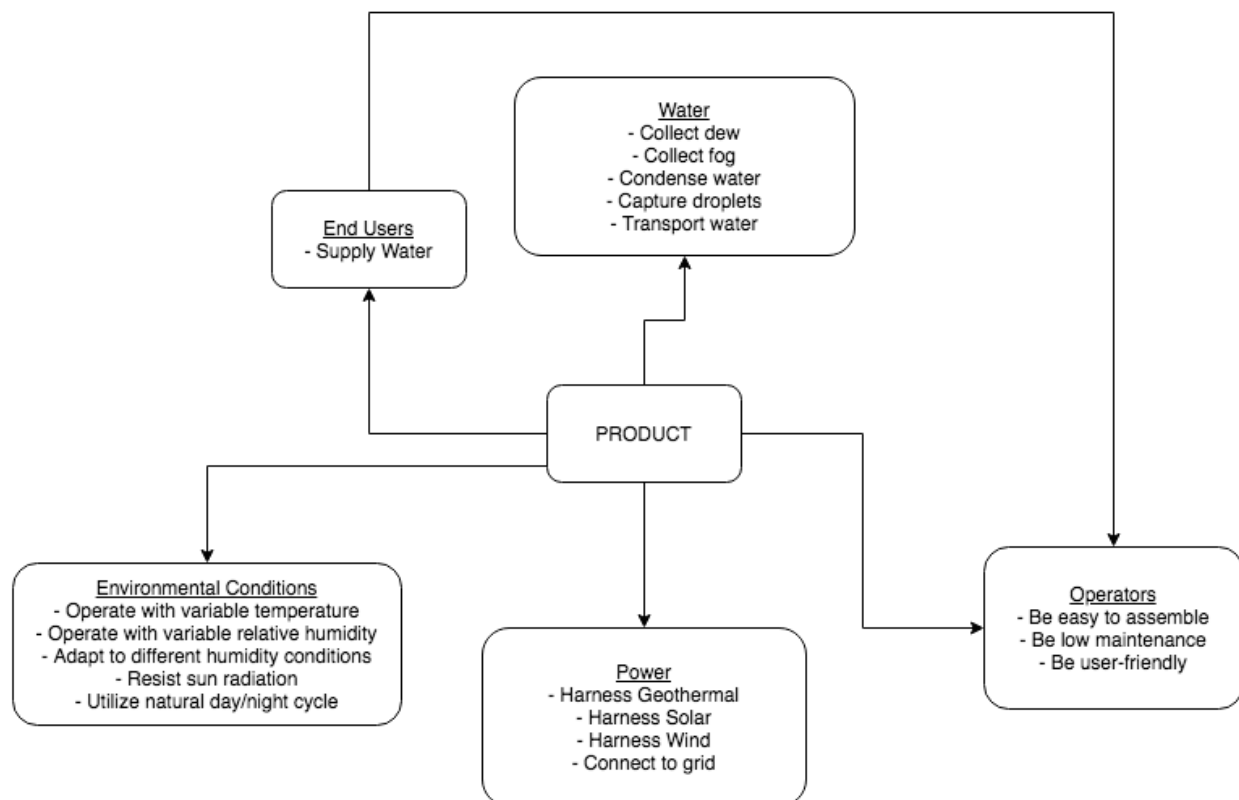 Water
- Collect dew
- Collect fog
- Condense water
- Capture droplets
- Transport water
End Users
- Supply Water
PRODUCT
Environmental Conditions
- Operate with variable temperature
- Operate with variable relative humidity
- Adapt to different humidity conditions
- Resist sun radiation
- Utilize natural day/night cycle
Power
- Harness Geothermal
- Harness Solar
- Harness Wind
- Connect to grid
Operators
- Be easy to assemble
- Be low maintenance
- Be user-friendly